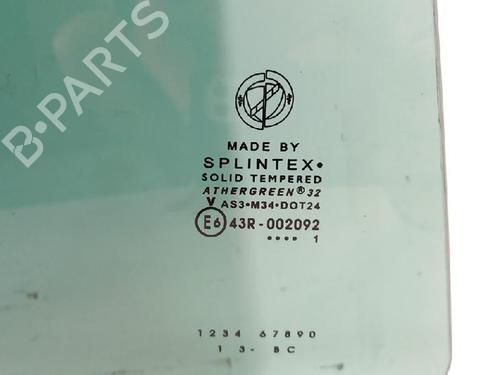 MADE BY
SPLINTEX•
SOLID TEMPERED
ATHERGREEN® 32
V AS3•M34•DOT24
E6 43R-002092
•••• 1
1234 67890
1 3- BC
B-PARTS